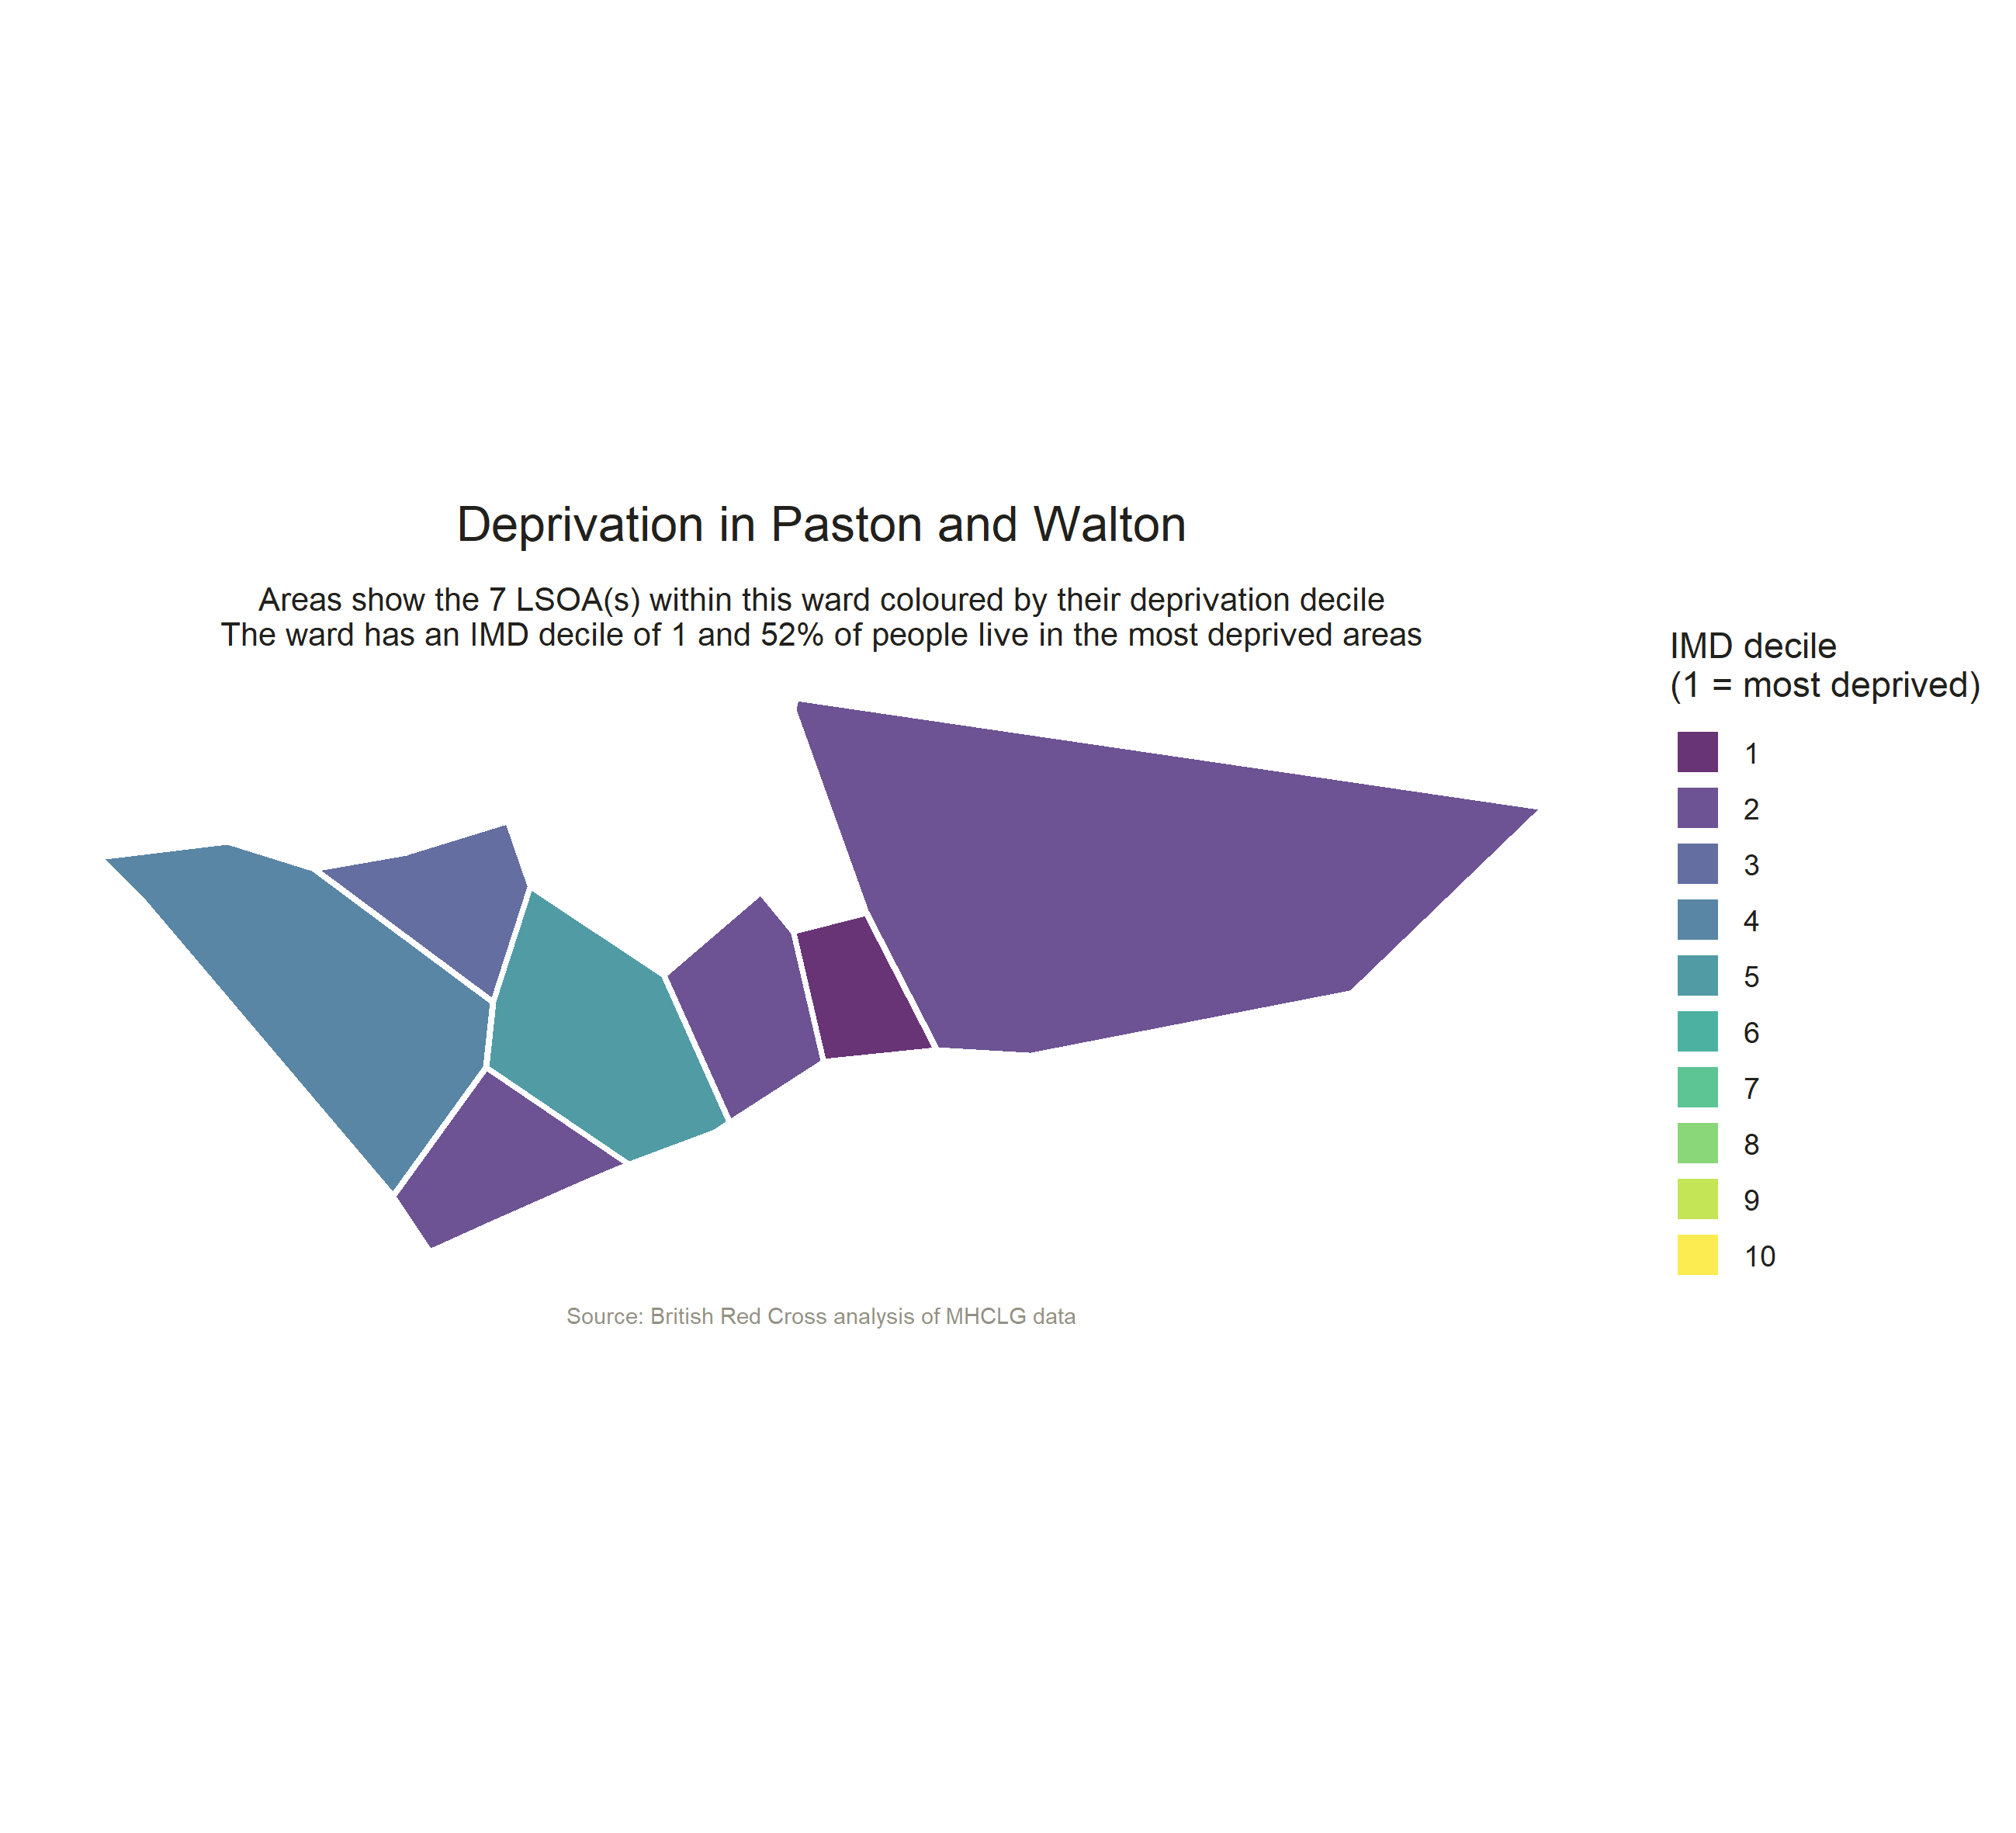 Deprivation in Paston and Walton
Areas show the 7 LSOA(s) within this ward coloured by their deprivation decile
The ward has an IMD decile of 1 and 52% of people live in the most deprived areas
IMD decile
(1 = most deprived)
1
2
3
4
5
6
7
8
9
10
Source: British Red Cross analysis of MHCLG data